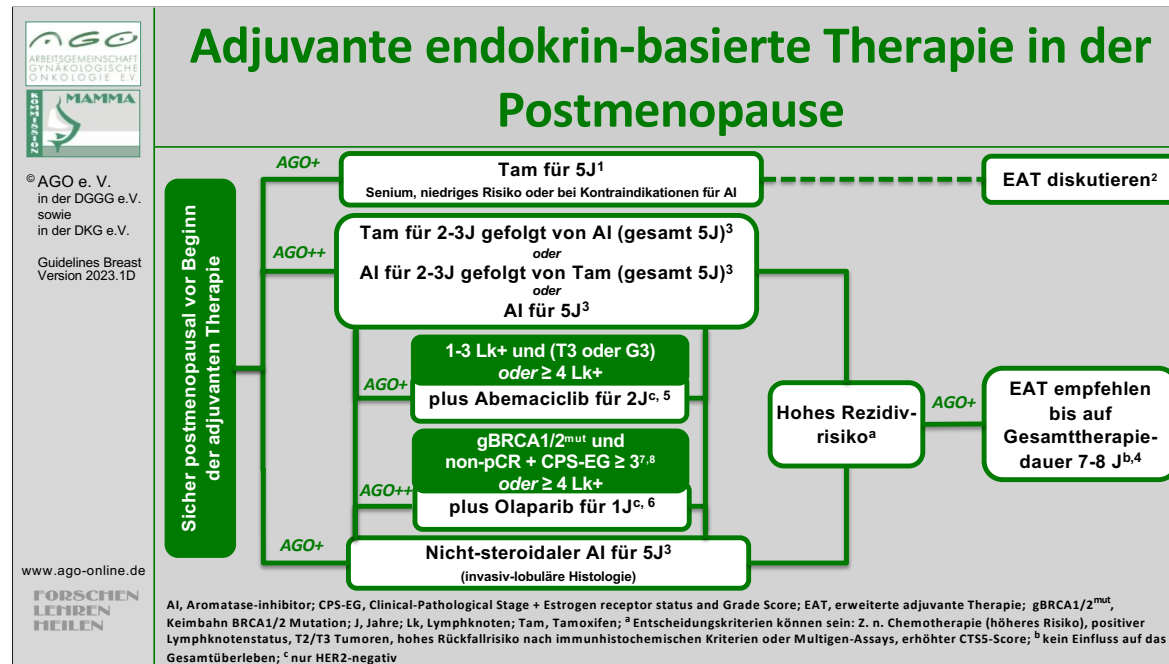 AGO
ARBEITSGEMEINSCHAFT
GYNÄKOLOGISCHE
ONKOLOGIE E.V.
KOMMISSION
MAMMA
© AGO e. V.
in der DGGG e.V.
sowie
in der DKG e.V.
Guidelines Breast
Version 2023.1D
www.ago-online.de
FORSCHEN
LEHREN
HEILEN
Adjuvante endokrin-basierte Therapie in der
Postmenopause
Sicher postmenopausal vor Beginn
der adjuvanten Therapie
AGO+
Tam für 5J¹
Senium, niedriges Risiko oder bei Kontraindikationen für AI
EAT diskutieren²
AGO++
Tam für 2-3J gefolgt von AI (gesamt 5J)³
oder
AI für 2-3J gefolgt von Tam (gesamt 5J)³
oder
AI für 5J³
1-3 Lk+ und (T3 oder G3)
oder ≥ 4 Lk+
AGO+
plus Abemaciclib für 2Jᶜ, ⁵
gBRCA1/2ᵐᵘᵗ und
non-pCR + CPS-EG ≥ 3⁷,⁸
oder ≥ 4 Lk+
AGO++
plus Olaparib für 1Jᶜ, ⁶
AGO+
Nicht-steroidaler AI für 5J³
(invasiv-lobuläre Histologie)
Hohes Rezidiv-
risikoᵃ
AGO+
EAT empfehlen
bis auf
Gesamttherapie-
dauer 7-8 Jᵇ,⁴
AI, Aromatase-inhibitor; CPS-EG, Clinical-Pathological Stage + Estrogen receptor status and Grade Score; EAT, erweiterte adjuvante Therapie; gBRCA1/2ᵐᵘᵗ,
Keimbahn BRCA1/2 Mutation; J, Jahre; Lk, Lymphknoten; Tam, Tamoxifen; ᵃ Entscheidungskriterien können sein: Z. n. Chemotherapie (höheres Risiko), positiver
Lymphknotenstatus, T2/T3 Tumoren, hohes Rückfallrisiko nach immunhistochemischen Kriterien oder Multigen-Assays, erhöhter CTS5-Score; ᵇ kein Einfluss auf das
Gesamtüberleben; ᶜ nur HER2-negativ